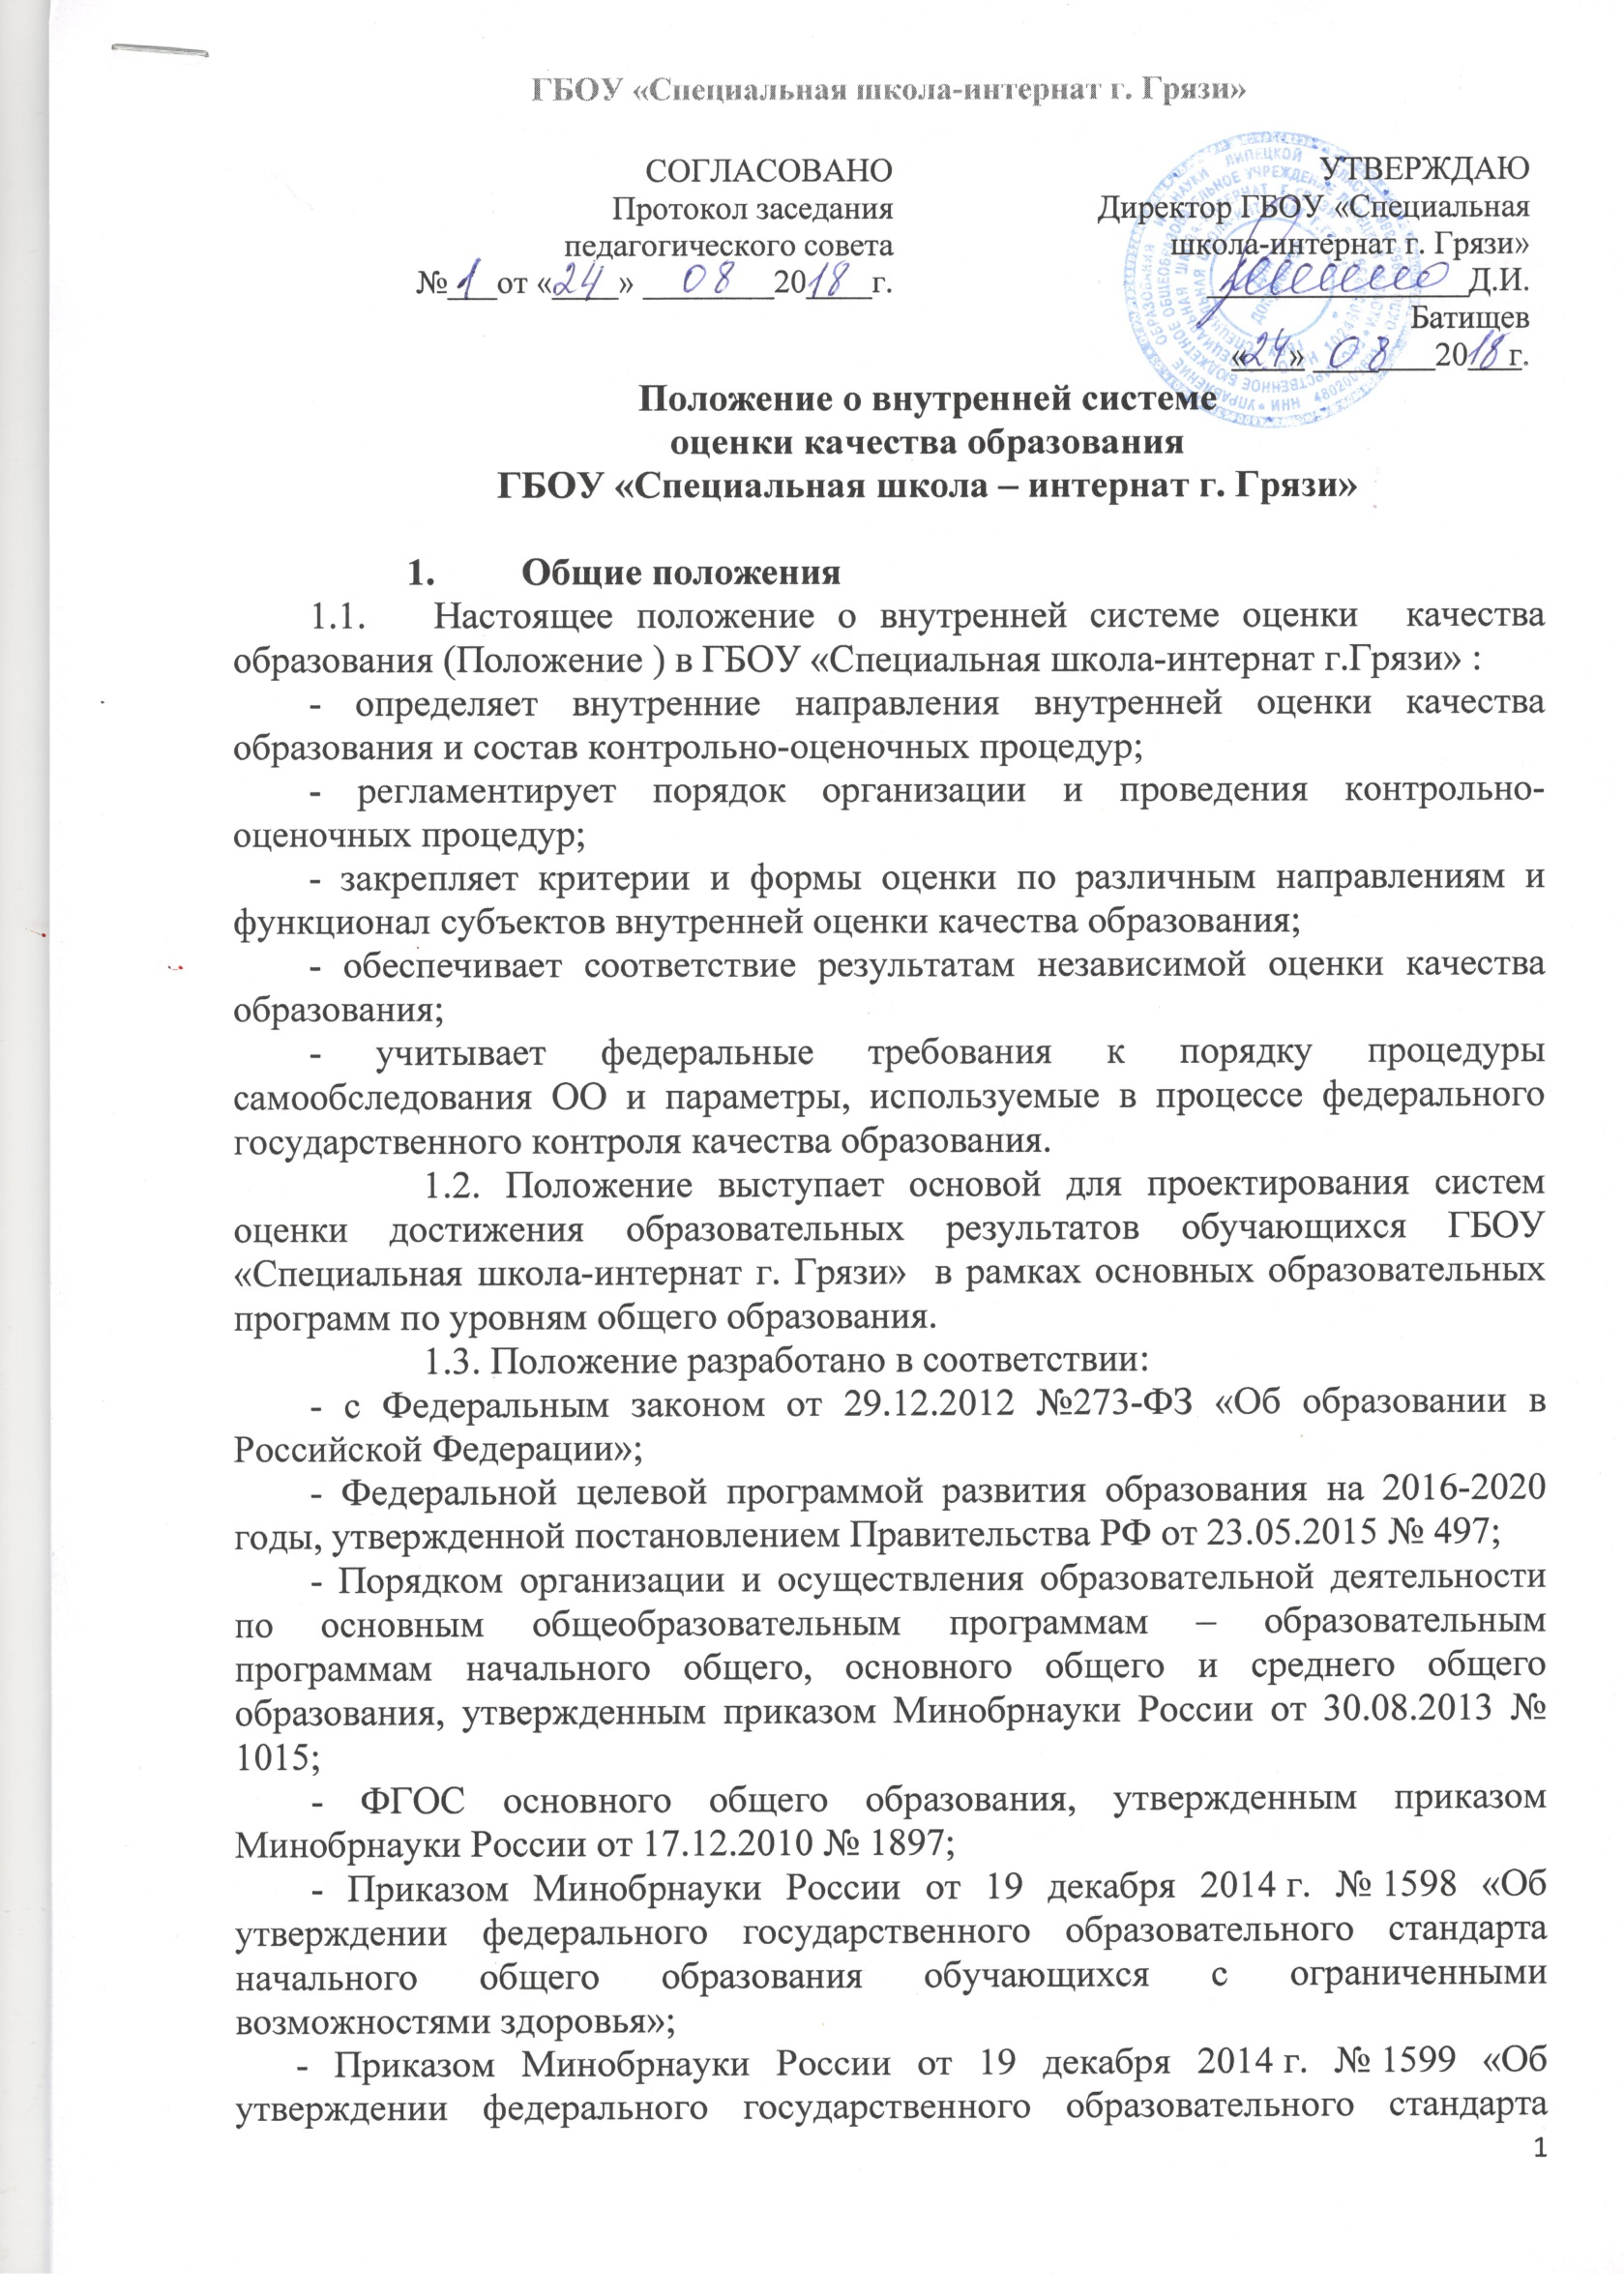 ГБОУ «Специальная школа-интернат г. Грязи»
СОГЛАСОВАНО
Протокол заседания
педагогического совета
№ 1 от «24» 08 2018 г.
УТВЕРЖДАЮ
Директор ГБОУ «Специальная
школа-интернат г. Грязи»
Д.И.
Батищев
«24» 08 2018 г.
Положение о внутренней системе
оценки качества образования
ГБОУ «Специальная школа – интернат г. Грязи»
1. Общие положения
1.1. Настоящее положение о внутренней системе оценки качества
образования (Положение ) в ГБОУ «Специальная школа-интернат г.Грязи» :
- определяет внутренние направления внутренней оценки качества
образования и состав контрольно-оценочных процедур;
- регламентирует порядок организации и проведения контрольно-
оценочных процедур;
- закрепляет критерии и формы оценки по различным направлениям и
функционал субъектов внутренней оценки качества образования;
- обеспечивает соответствие результатам независимой оценки качества
образования;
- учитывает федеральные требования к порядку процедуры
самообследования ОО и параметры, используемые в процессе федерального
государственного контроля качества образования.
1.2. Положение выступает основой для проектирования систем
оценки достижения образовательных результатов обучающихся ГБОУ
«Специальная школа-интернат г. Грязи» в рамках основных образовательных
программ по уровням общего образования.
1.3. Положение разработано в соответствии:
- с Федеральным законом от 29.12.2012 №273-ФЗ «Об образовании в
Российской Федерации»;
- Федеральной целевой программой развития образования на 2016-2020
годы, утвержденной постановлением Правительства РФ от 23.05.2015 № 497;
- Порядком организации и осуществления образовательной деятельности
по основным общеобразовательным программам – образовательным
программам начального общего, основного общего и среднего общего
образования, утвержденным приказом Минобрнауки России от 30.08.2013 №
1015;
- ФГОС основного общего образования, утвержденным приказом
Минобрнауки России от 17.12.2010 № 1897;
- Приказом Минобрнауки России от 19 декабря 2014 г. № 1598 «Об
утверждении федерального государственного образовательного стандарта
начального общего образования обучающихся с ограниченными
возможностями здоровья»;
- Приказом Минобрнауки России от 19 декабря 2014 г. № 1599 «Об
утверждении федерального государственного образовательного стандарта
1